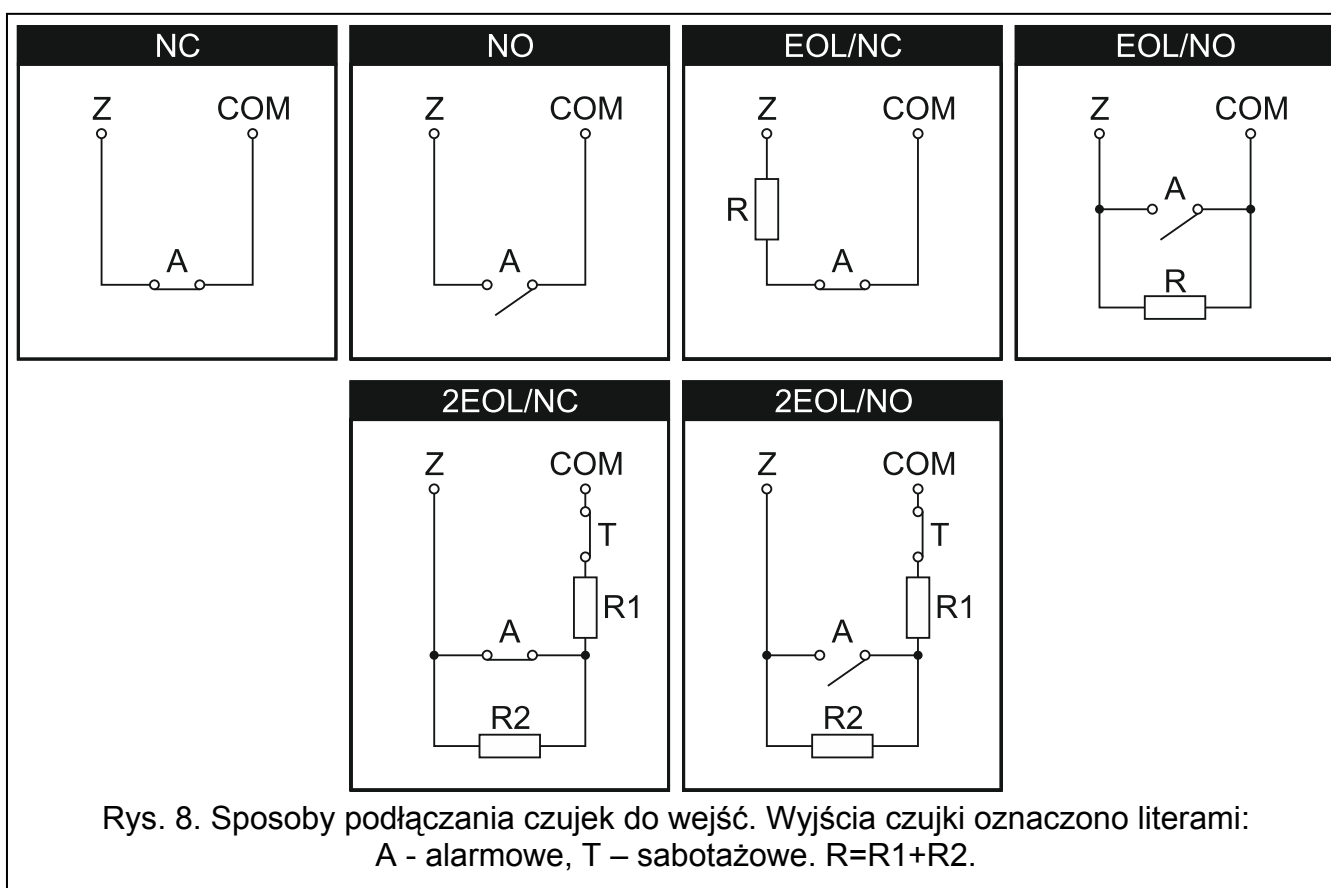 NC NO EOL/NC EOL/NO
Z COM Z COM Z COM Z COM
A
A
R A
A R
2EOL/NC 2EOL/NO
Z COM Z COM
T T
R1 R1
A A
R2 R2
Rys. 8. Sposoby podłączania czujek do wejść. Wyjścia czujki oznaczono literami:
A - alarmowe, T – sabotażowe. R=R1+R2.